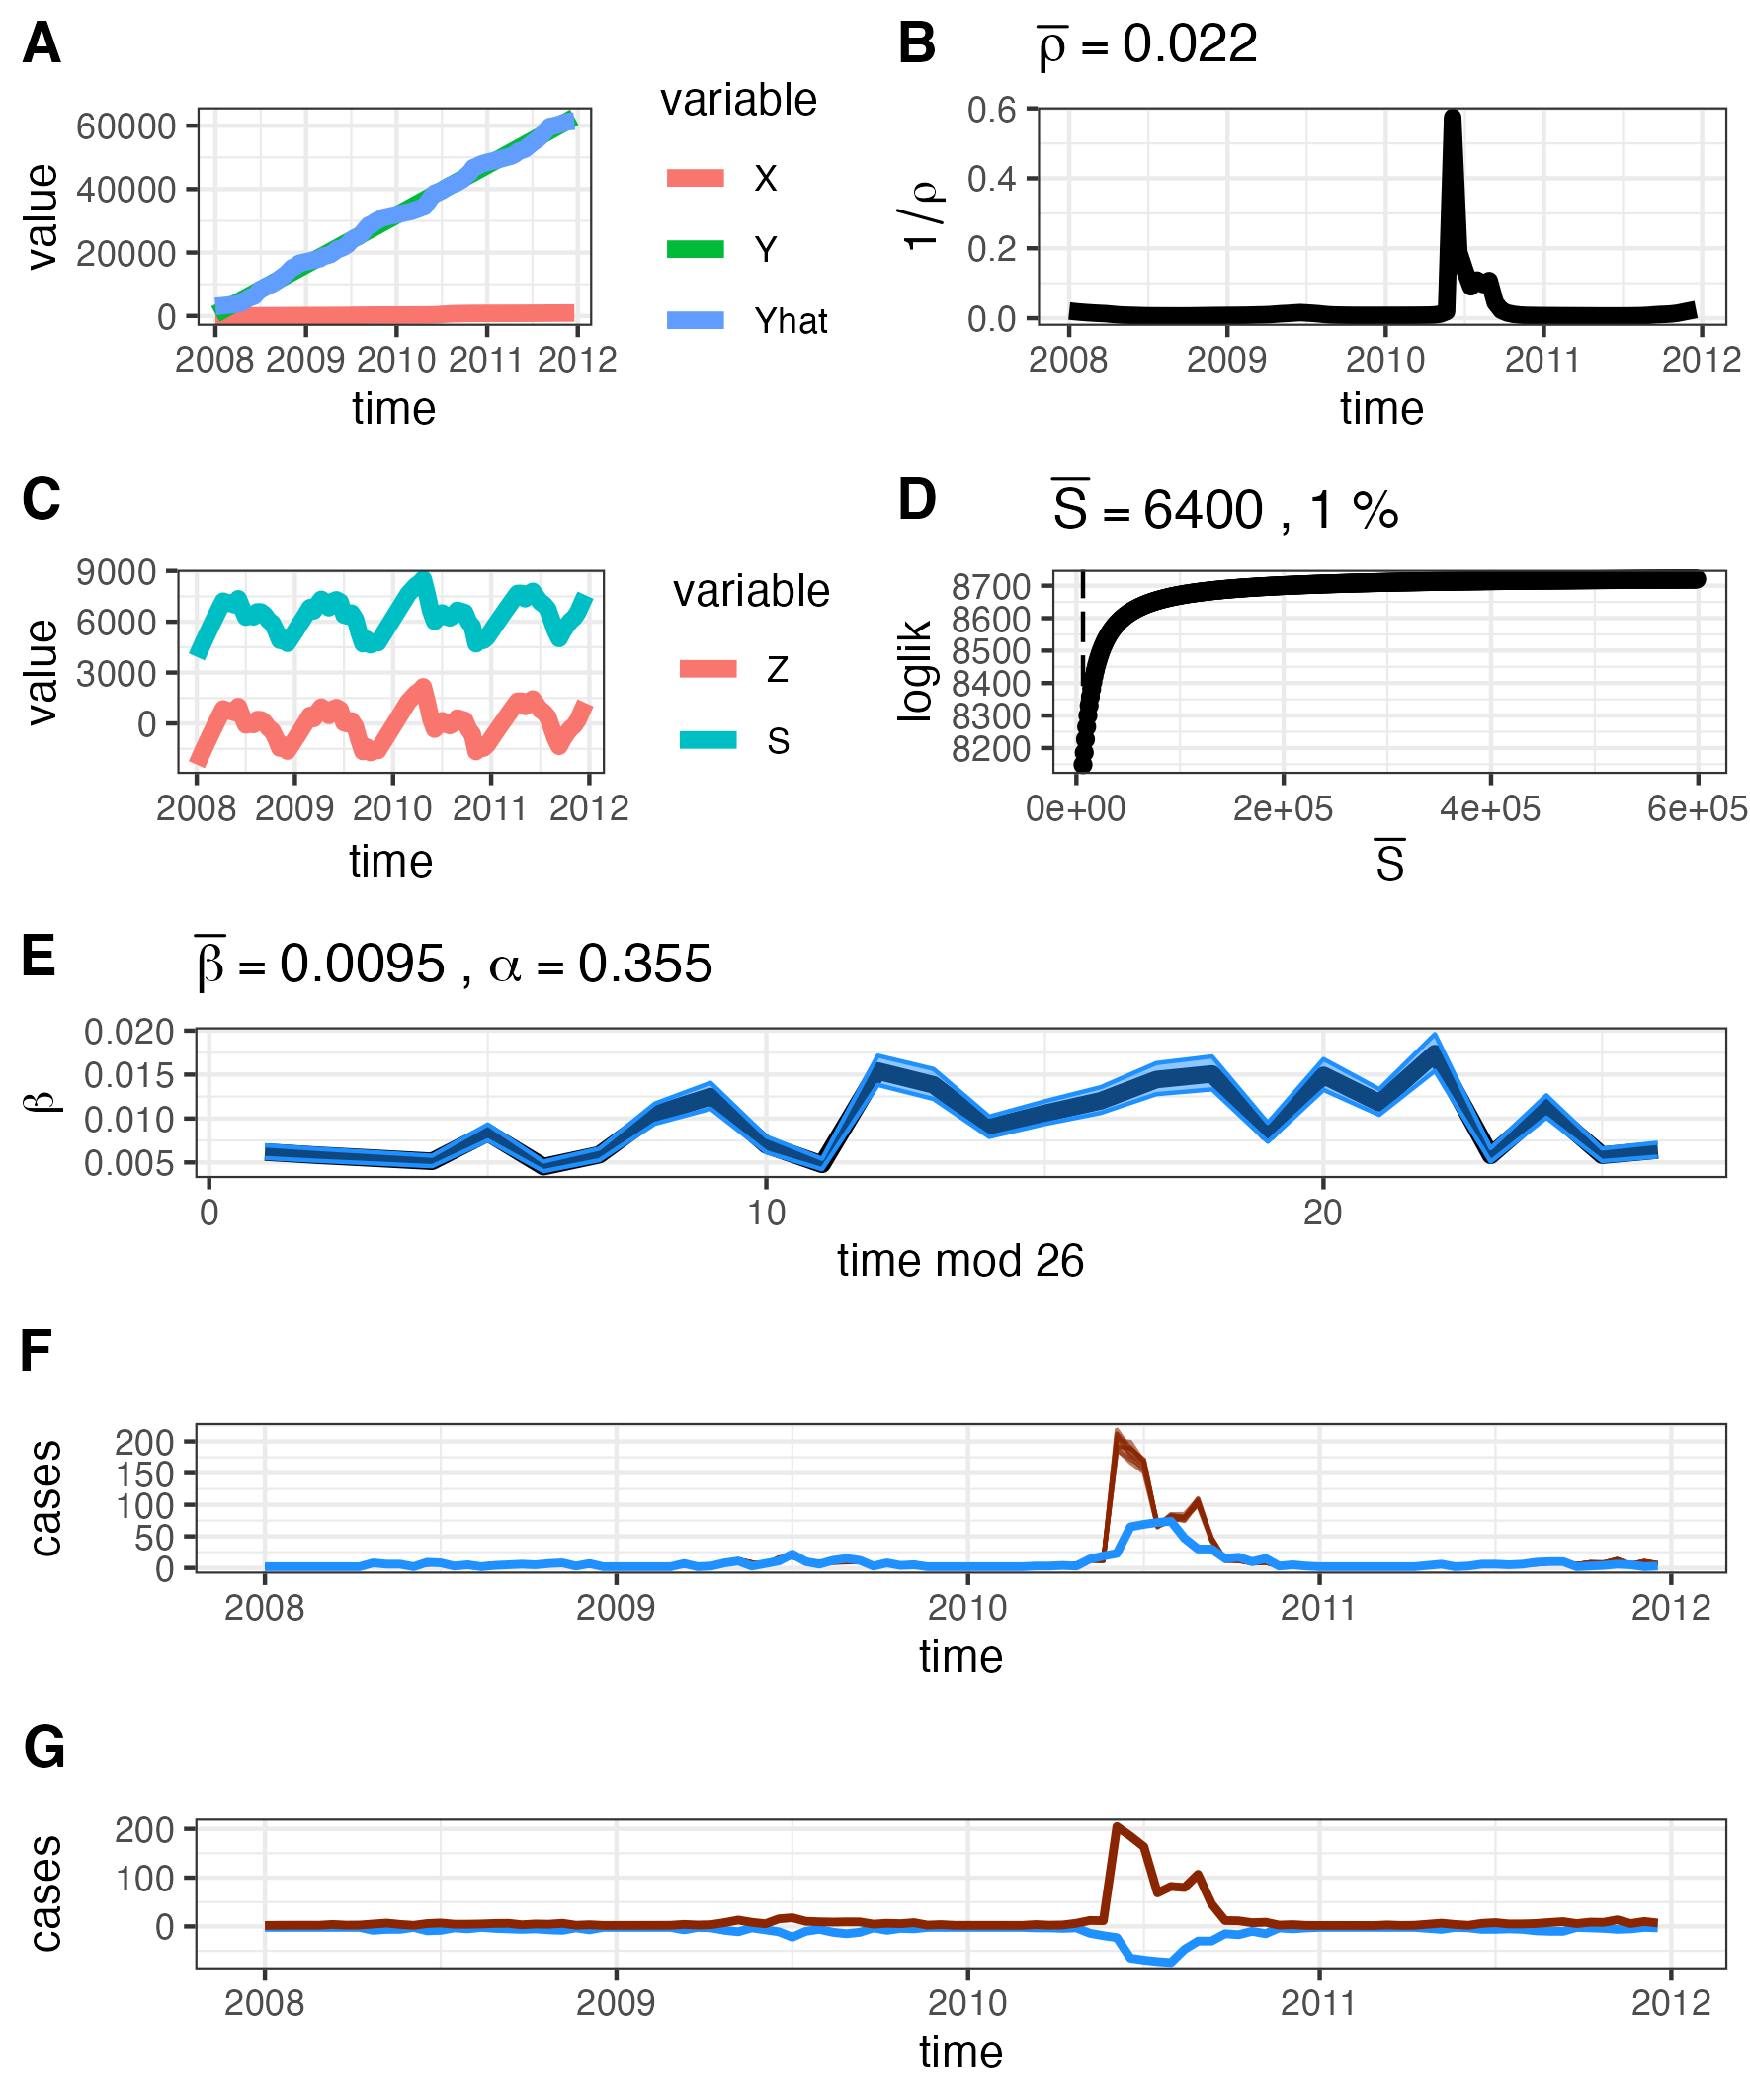 A
60000
40000
20000
0
value
2008 2009 2010 2011 2012
time
variable
X
Y
Yhat
B
ρ̅ = 0.022
0.6
0.4
0.2
0.0
1/ρ
2008 2009 2010 2011 2012
time
C
9000
6000
3000
0
value
2008 2009 2010 2011 2012
time
variable
Z
S
D
S̅ = 6400 , 1 %
8700
8600
8500
8400
8300
8200
loglik
0e+00 2e+05 4e+05 6e+05
S̅
E
β̅ = 0.0095 , α = 0.355
0.020
0.015
0.010
0.005
β
0 10 20
time mod 26
F
200
150
100
50
0
cases
2008 2009 2010 2011 2012
time
G
200
100
0
cases
2008 2009 2010 2011 2012
time